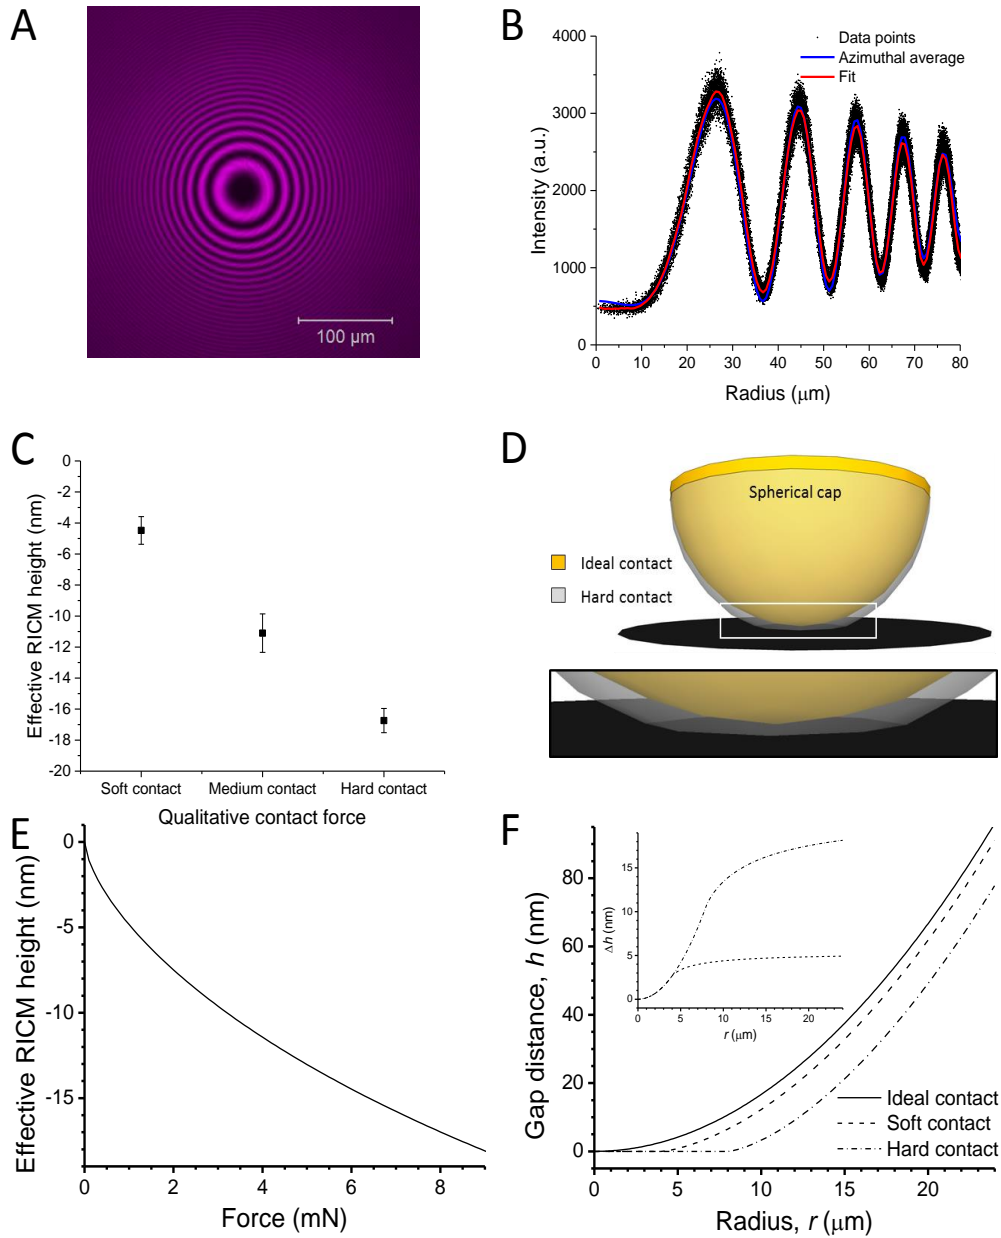 A
100 µm
B
4000
3000
2000
1000
0
Intensity (a.u.)
Data points
Azimuthal average
Fit
0 10 20 30 40 50 60 70 80
Radius (µm)
C
0
-2
-4
-6
-8
-10
-12
-14
-16
-18
-20
Effective RICM height (nm)
Soft contact Medium contact Hard contact
Qualitative contact force
D
Spherical cap
Ideal contact
Hard contact
E
0
-5
-10
-15
Effective RICM height (nm)
0 2 4 6 8
Force (mN)
F
80
60
40
20
0
Gap distance, h (nm)
15
10
5
0
Δh (nm)
0 5 10 15 20
r (µm)
Ideal contact
Soft contact
Hard contact
0 5 10 15 20
Radius, r (µm)